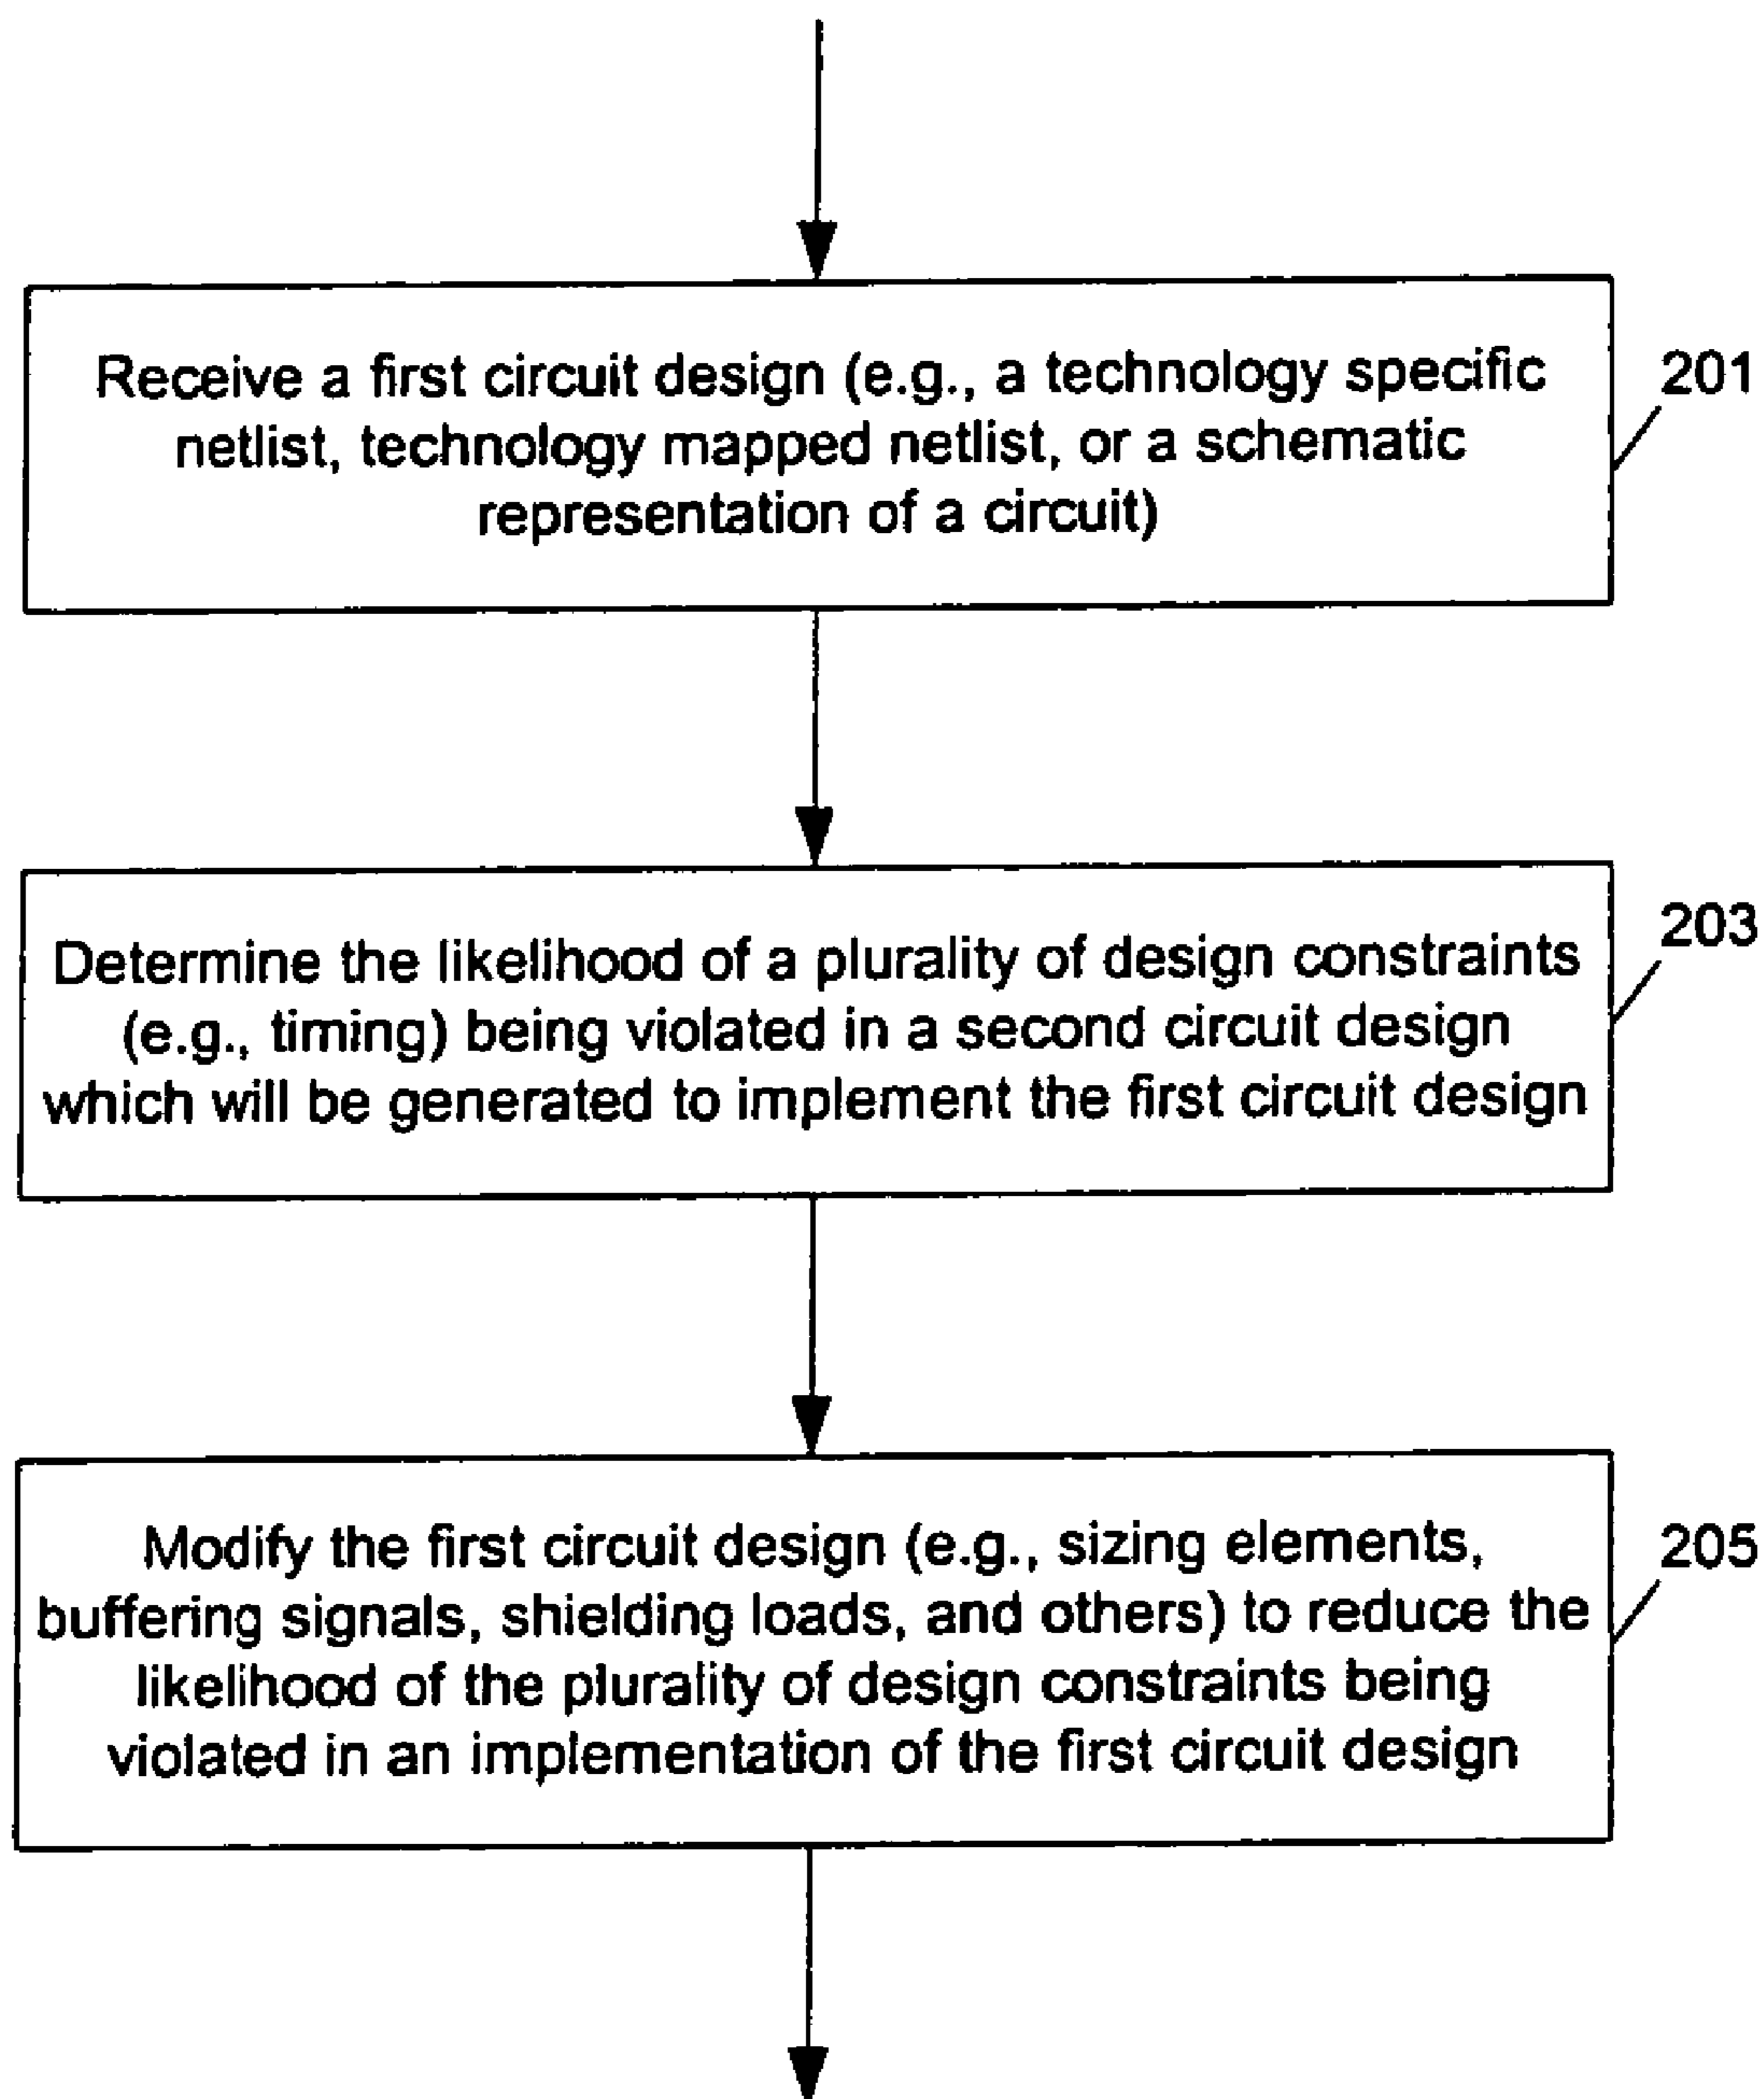 Receive a first circuit design (e.g., a technology specific
netlist, technology mapped netlist, or a schematic
representation of a circuit)
201
Determine the likelihood of a plurality of design constraints
(e.g., timing) being violated in a second circuit design
which will be generated to implement the first circuit design
203
Modify the first circuit design (e.g., sizing elements,
buffering signals, shielding loads, and others) to reduce the
likelihood of the plurality of design constraints being
violated in an implementation of the first circuit design
205